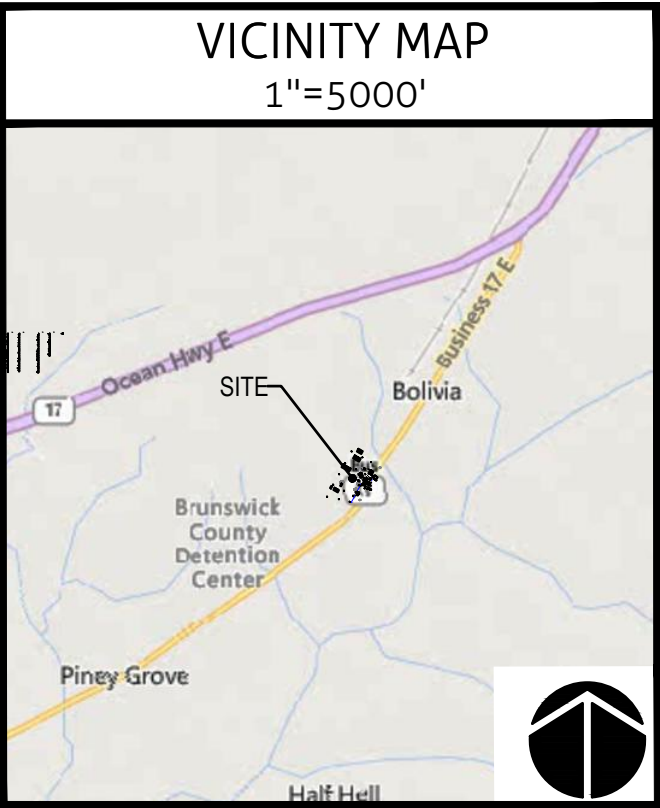 VICINITY MAP
1"=5000'
Ocean Hwy E
Business 17 E
17
SITE
Bolivia
Brunswick
County
Detention
Center
Piney Grove
Half Hell